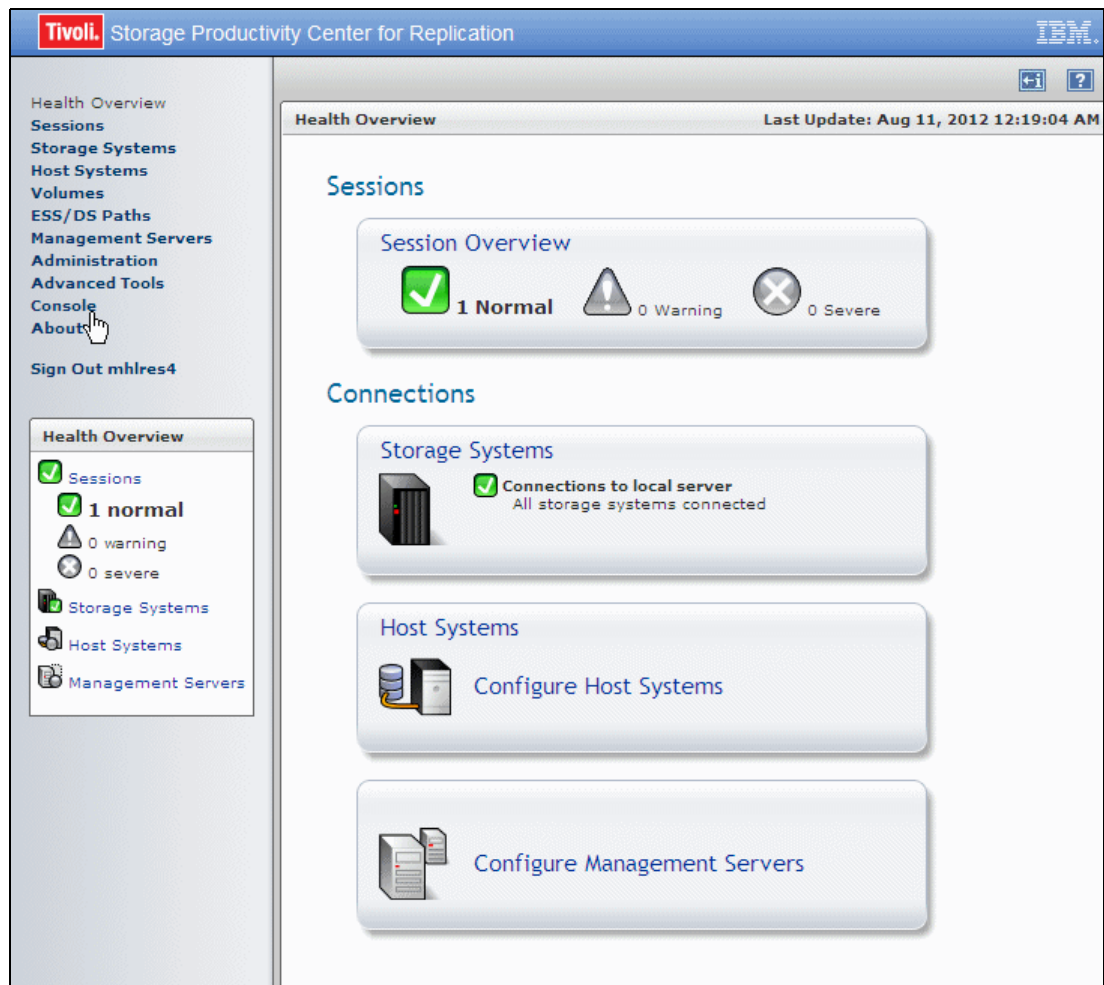 Tivoli. Storage Productivity Center for Replication
IBM.
Health Overview
Sessions
Storage Systems
Host Systems
Volumes
ESS/DS Paths
Management Servers
Administration
Advanced Tools
Console
About
Sign Out mhlres4
Health Overview
Sessions
1 normal
0 warning
0 severe
Storage Systems
Host Systems
Management Servers
i ?
Health Overview Last Update: Aug 11, 2012 12:19:04 AM
Sessions
Session Overview
1 Normal 0 Warning 0 Severe
Connections
Storage Systems
Connections to local server
All storage systems connected
Host Systems
Configure Host Systems
Configure Management Servers